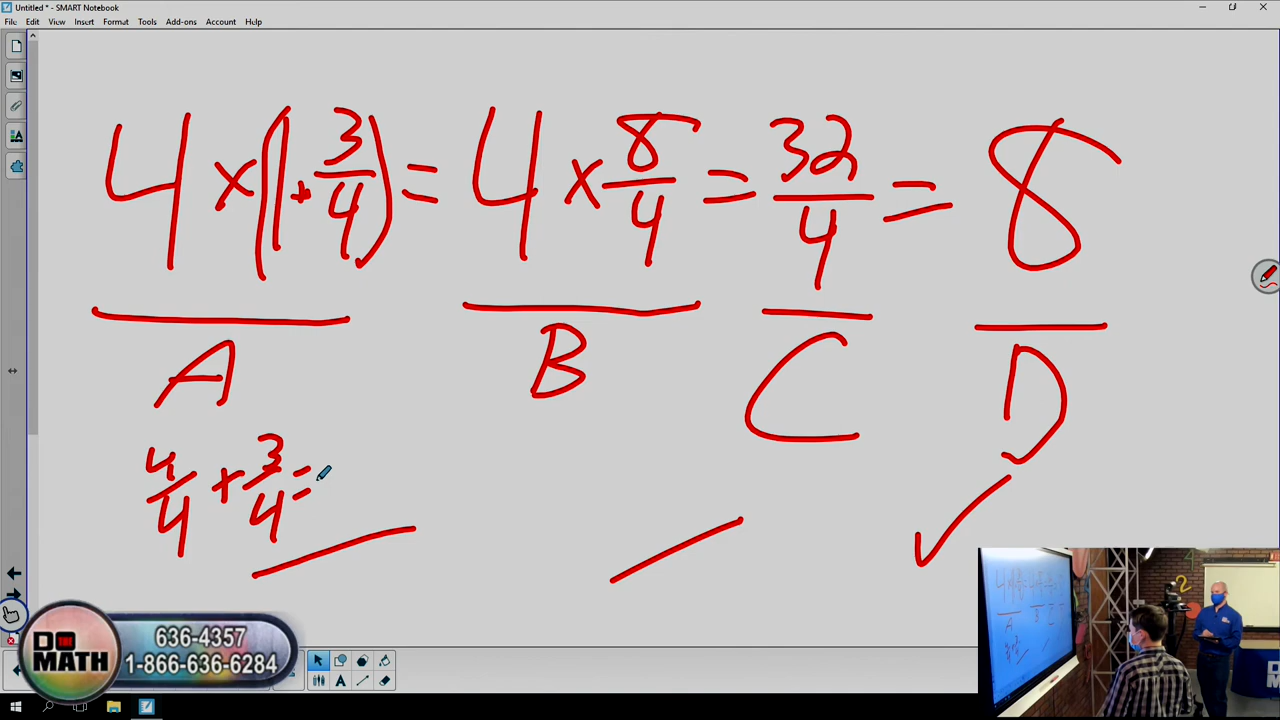 Untitled * - SMART Notebook
File Edit View Insert Format Tools Add-ons Account Help
4 × (1 + 3/4) = 4 × 8/4 = 32/4 = 8
A B C D
4/4 + 3/4 =
DO THE MATH
636-4357
1-866-636-6284